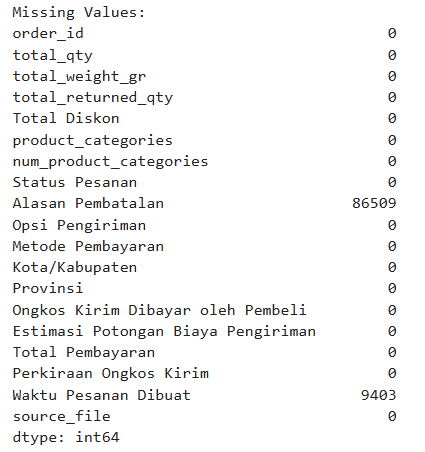 Missing Values:
order_id 0
total_qty 0
total_weight_gr 0
total_returned_qty 0
Total Diskon 0
product_categories 0
num_product_categories 0
Status Pesanan 0
Alasan Pembatalan 86509
Opsi Pengiriman 0
Metode Pembayaran 0
Kota/Kabupaten 0
Provinsi 0
Ongkos Kirim Dibayar oleh Pembeli 0
Estimasi Potongan Biaya Pengiriman 0
Total Pembayaran 0
Perkiraan Ongkos Kirim 0
Waktu Pesanan Dibuat 9403
source_file 0
dtype: int64